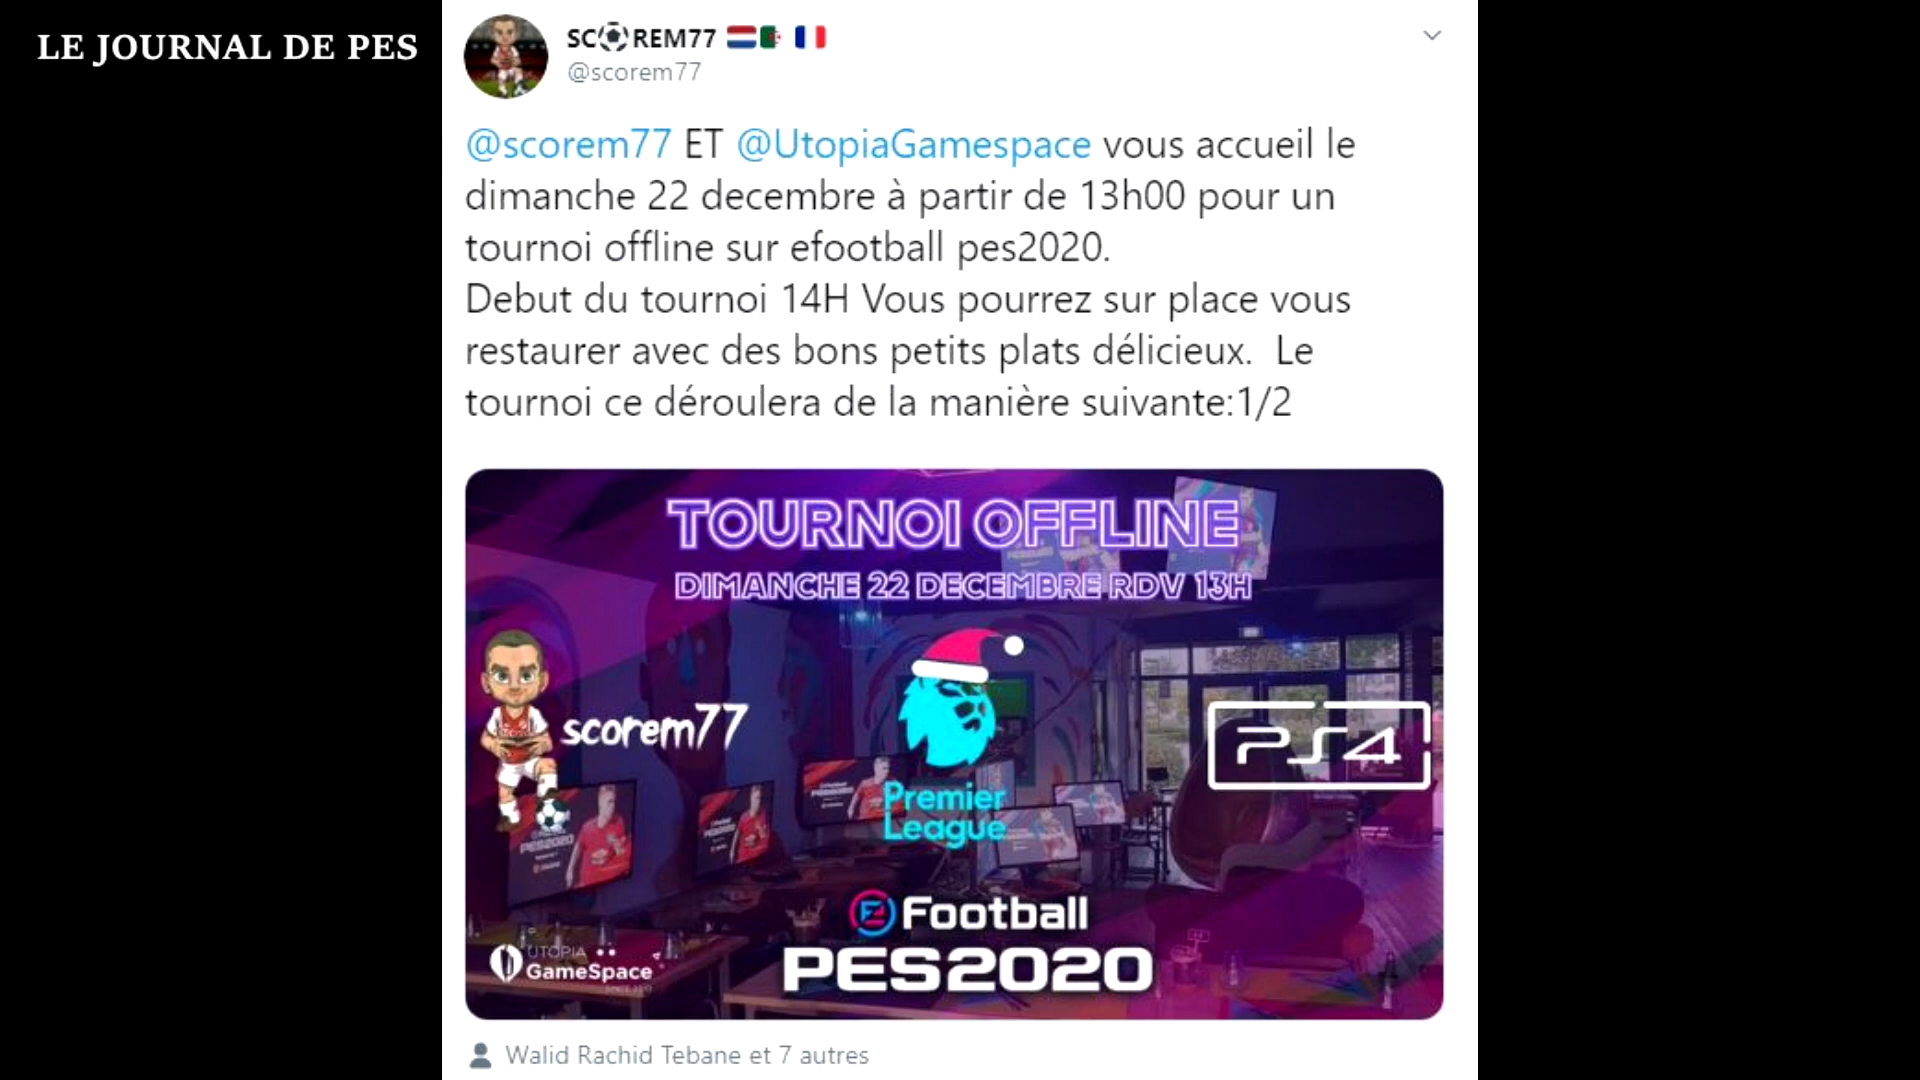 LE JOURNAL DE PES
SC⚽REM77 🇳🇱🇩🇿 🇫🇷
@scorem77
@scorem77 ET @UtopiaGamespace vous accueil le
dimanche 22 decembre à partir de 13h00 pour un
tournoi offline sur efootball pes2020.
Debut du tournoi 14H Vous pourrez sur place vous
restaurer avec des bons petits plats délicieux.  Le
tournoi ce déroulera de la manière suivante:1/2
TOURNOI OFFLINE
DIMANCHE 22 DECEMBRE RDV 13H
scorem77
PS4
Premier
League
Football
PES2020
UTOPIA
GameSpace
Walid Rachid Tebane et 7 autres